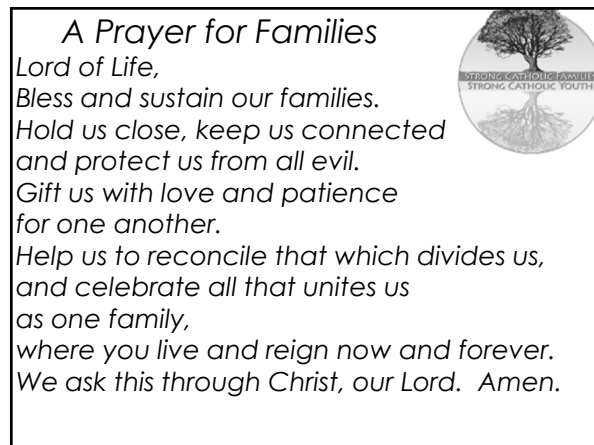 A Prayer for Families
STRONG CATHOLIC FAMILIES
STRONG CATHOLIC YOUTH
Lord of Life,
Bless and sustain our families.
Hold us close, keep us connected
and protect us from all evil.
Gift us with love and patience
for one another.
Help us to reconcile that which divides us,
and celebrate all that unites us
as one family,
where you live and reign now and forever.
We ask this through Christ, our Lord.  Amen.